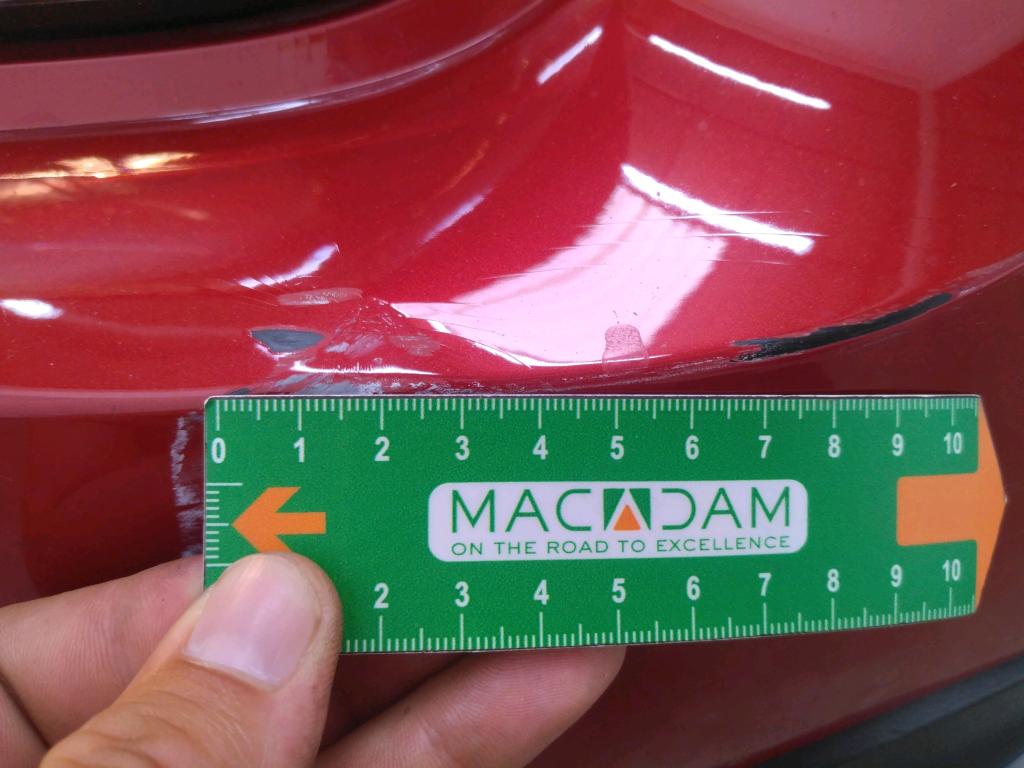 0 1 2 3 4 5 6 7 8 9 10
MACADAM
ON THE ROAD TO EXCELLENCE
2 3 4 5 6 7 8 9 10